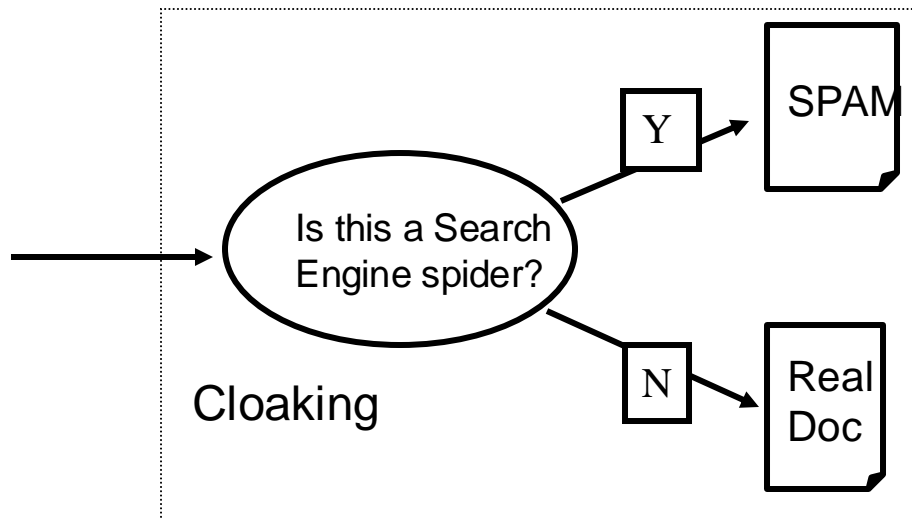 SPAM
Y
Is this a Search
Engine spider?
N
Real
Doc
Cloaking